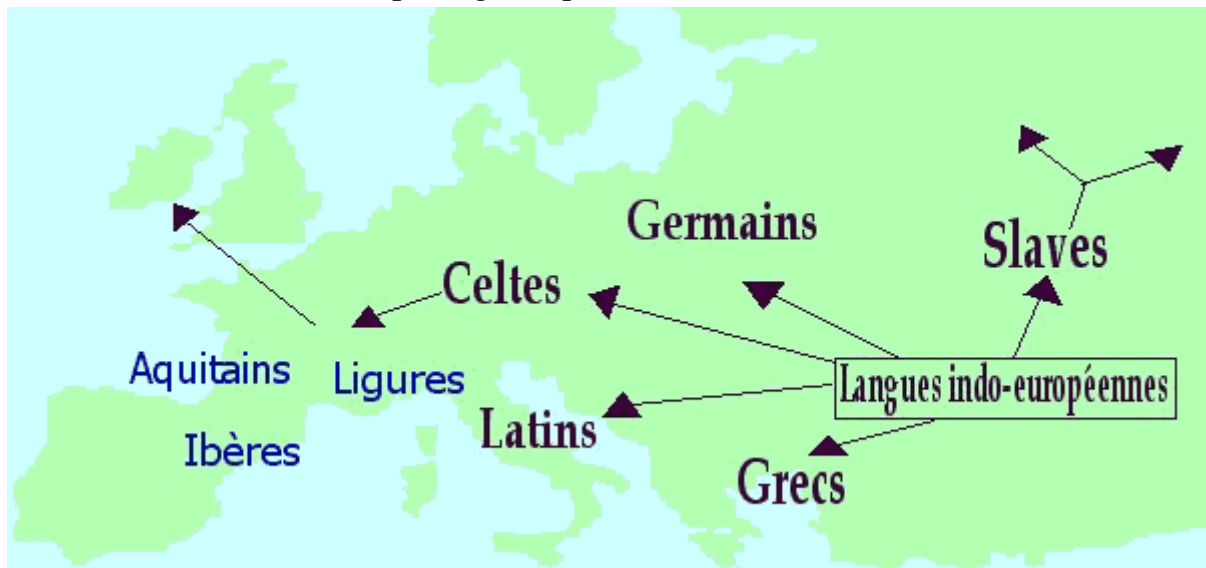 Germains
Slaves
Celtes
Aquitains
Ligures
Langues indo-européennes
Latins
Ibères
Grecs